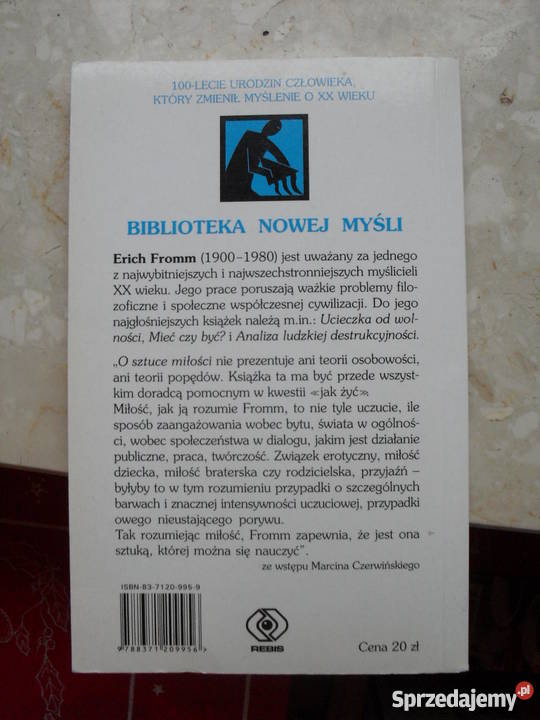 100-LECIE URODZIN CZŁOWIEKA,
KTÓRY ZMIENIŁ MYŚLENIE O XX WIEKU
BIBLIOTEKA NOWEJ MYŚLI
Erich Fromm (1900–1980) jest uważany za jednego
z najwybitniejszych i najwszechstronniejszych myślicieli
XX wieku. Jego prace poruszają ważkie problemy filo-
zoficzne i społeczne współczesnej cywilizacji. Do jego
najgłośniejszych książek należą m.in.: Ucieczka od wol-
ności, Mieć czy być? i Analiza ludzkiej destrukcyjności.
„O sztuce miłości nie prezentuje ani teorii osobowości,
ani teorii popędów. Książka ta ma być przede wszyst-
kim doradcą pomocnym w kwestii «jak żyć».
Miłość, jak ją rozumie Fromm, to nie tyle uczucie, ile
sposób zaangażowania wobec bytu, świata w ogólnoś-
ci, wobec społeczeństwa w dialogu, jakim jest działanie
publiczne, praca, twórczość. Związek erotyczny, miłość
dziecka, miłość braterska czy rodzicielska, przyjaźń –
byłyby to w tym rozumieniu przypadki o szczególnych
barwach i znacznej intensywności uczuciowej, przypadki
owego nieustającego porywu.
Tak rozumiejąc miłość, Fromm zapewnia, że jest ona
sztuką, której można się nauczyć”.
ze wstępu Marcina Czerwińskiego
ISBN-83-7120-995-9
9 788371 209956 >
REBIS
Cena 20 zł
Sprzedajemy.pl